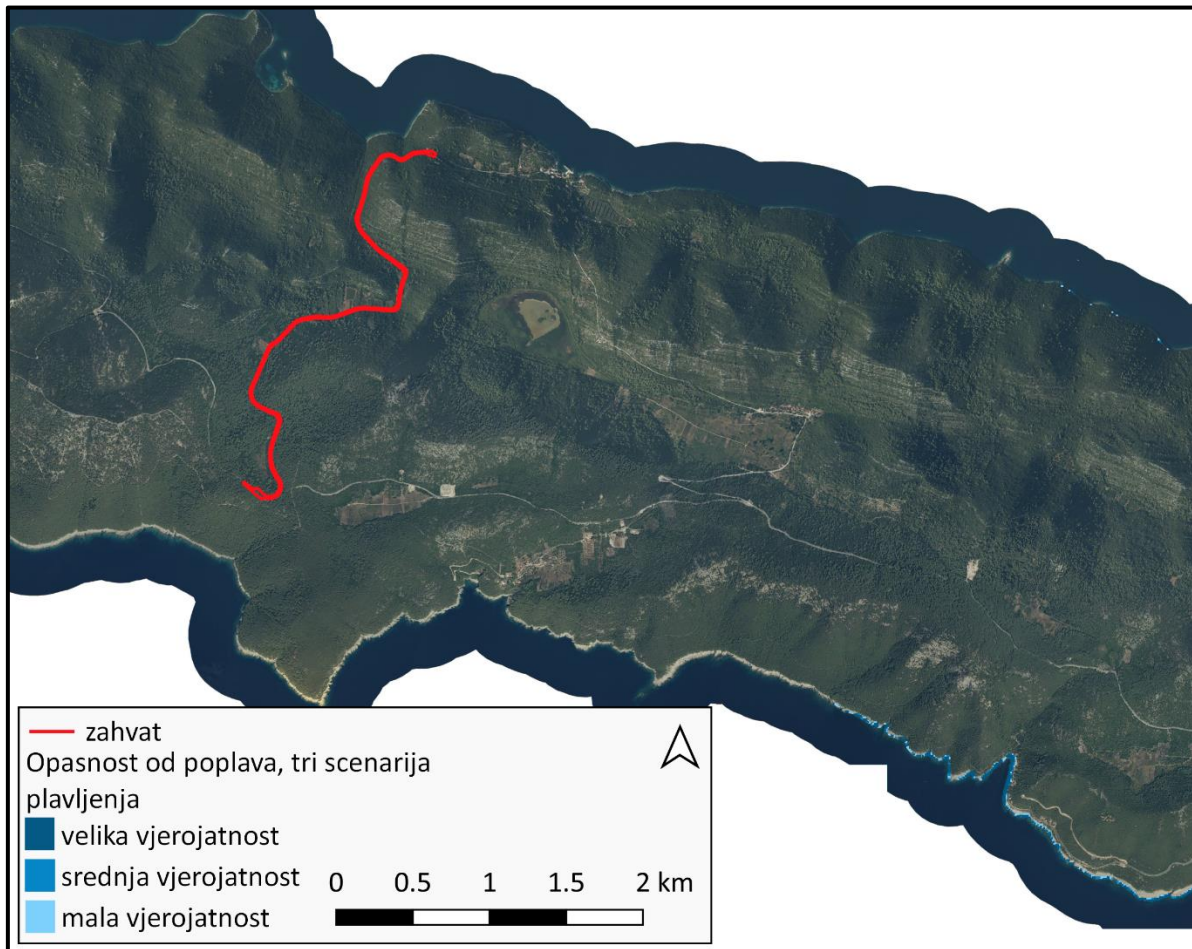 zahvat
Opasnost od poplava, tri scenarija
plavljenja
velika vjerojatnost
srednja vjerojatnost
mala vjerojatnost
0 0.5 1 1.5 2 km